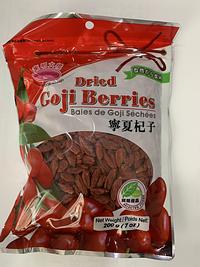 Dried
Goji Berries
Baies de Goji Séchées
寧夏杞子
Net Weight / Poids Net:
200 g (7 oz)